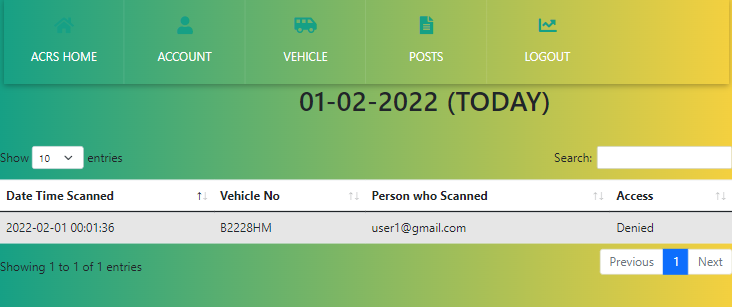 ACRS HOME ACCOUNT VEHICLE POSTS LOGOUT
01-02-2022 (TODAY)
Show 10 entries Search:
Date Time Scanned Vehicle No Person who Scanned Access
2022-02-01 00:01:36 B2228HM user1@gmail.com Denied
Showing 1 to 1 of 1 entries Previous 1 Next